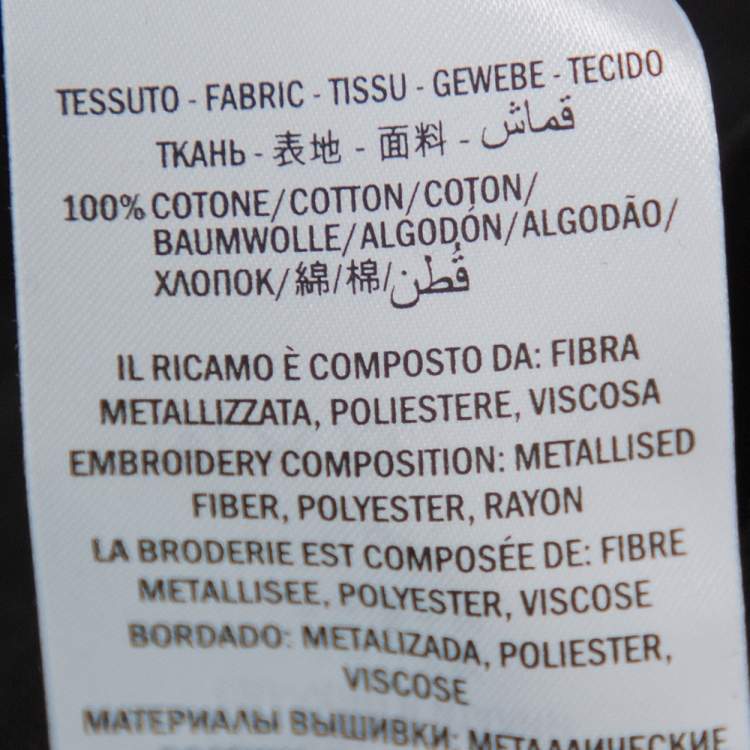 TESSUTO - FABRIC - TISSU - GEWEBE - TECIDO
ТКАНЬ - 表地 - 面料 - قماش
100% COTONE/COTTON/COTON/
BAUMWOLLE/ALGODÓN/ALGODÃO/
ХЛОПОК/綿/棉/قُطن
IL RICAMO È COMPOSTO DA: FIBRA
METALLIZZATA, POLIESTERE, VISCOSA
EMBROIDERY COMPOSITION: METALLISED
FIBER, POLYESTER, RAYON
LA BRODERIE EST COMPOSÉE DE: FIBRE
METALLISEE, POLYESTER, VISCOSE
BORDADO: METALIZADA, POLIESTER,
VISCOSE
МАТЕРИАЛЫ ВЫШИВКИ: МЕТАЛЛИЧЕСКИЕ